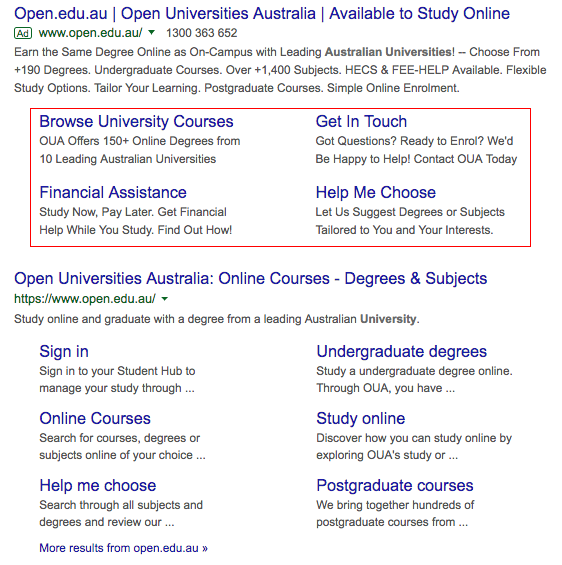 Open.edu.au | Open Universities Australia | Available to Study Online
Ad www.open.edu.au/ 1300 363 652
Earn the Same Degree Online as On-Campus with Leading Australian Universities! -- Choose From
+190 Degrees. Undergraduate Courses. Over +1,400 Subjects. HECS & FEE-HELP Available. Flexible
Study Options. Tailor Your Learning. Postgraduate Courses. Simple Online Enrolment.
Browse University Courses
OUA Offers 150+ Online Degrees from
10 Leading Australian Universities
Get In Touch
Got Questions? Ready to Enrol? We'd
Be Happy to Help! Contact OUA Today
Financial Assistance
Study Now, Pay Later. Get Financial
Help While You Study. Find Out How!
Help Me Choose
Let Us Suggest Degrees or Subjects
Tailored to You and Your Interests.
Open Universities Australia: Online Courses - Degrees & Subjects
https://www.open.edu.au/
Study online and graduate with a degree from a leading Australian University.
Sign in
Sign in to your Student Hub to
manage your study through ...
Undergraduate degrees
Study a undergraduate degree online.
Through OUA, you have ...
Online Courses
Search for courses, degrees or
subjects online of your choice ...
Study online
Discover how you can study online by
exploring OUA's study or ...
Help me choose
Search through all subjects and
degrees and review our ...
Postgraduate courses
We bring together hundreds of
postgraduate courses from ...
More results from open.edu.au »